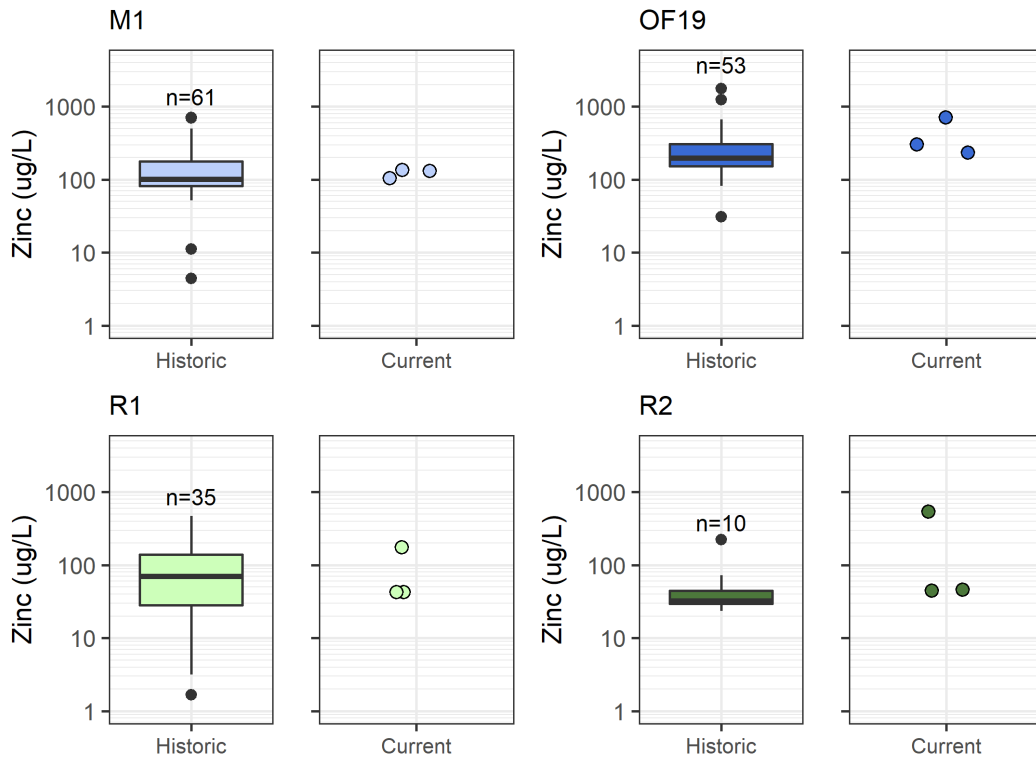 M1
Zinc (ug/L)
1000
100
10
1
n=61
Historic
Current
OF19
Zinc (ug/L)
1000
100
10
1
n=53
Historic
Current
R1
Zinc (ug/L)
1000
100
10
1
n=35
Historic
Current
R2
Zinc (ug/L)
1000
100
10
1
n=10
Historic
Current